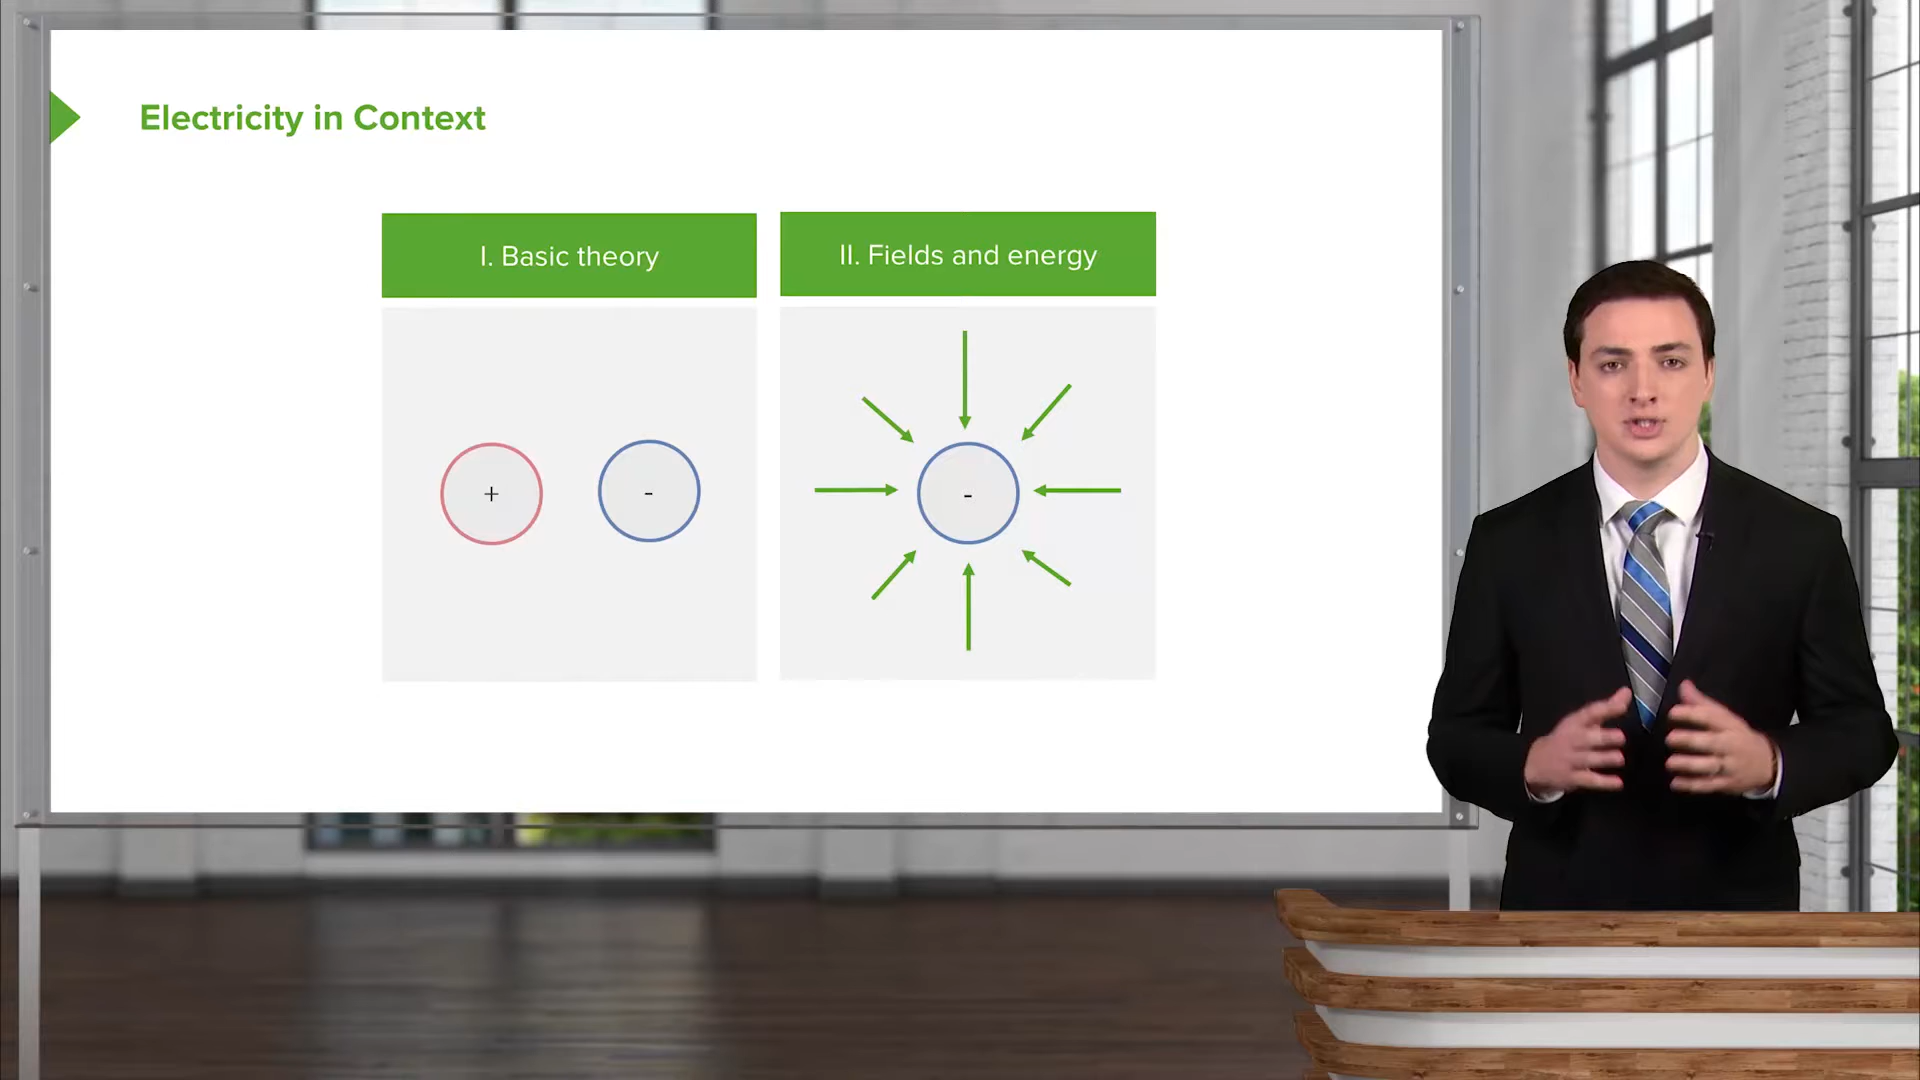 Electricity in Context
I. Basic theory
II. Fields and energy
+
-
-